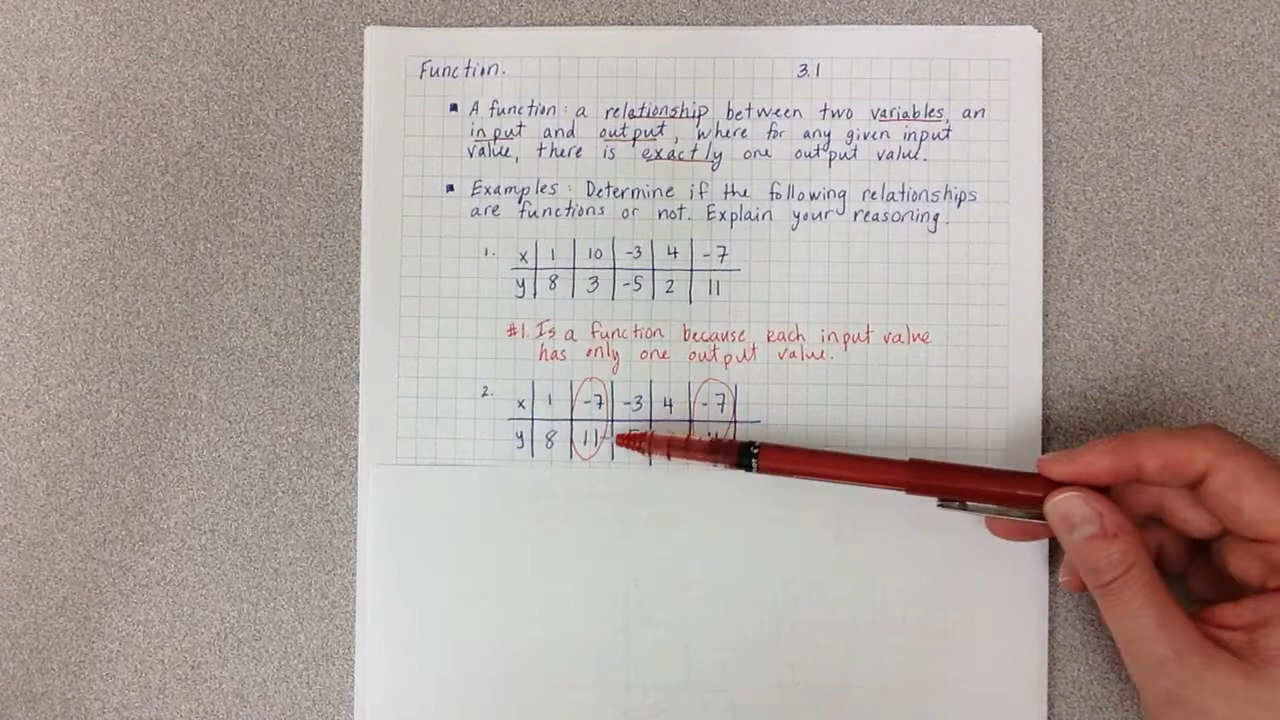 Function. 3.1
▪ A function: a relationship between two variables, an
input and output, where for any given input
value, there is exactly one output value.
▪ Examples: Determine if the following relationships
are functions or not. Explain your reasoning.
1. x | 1 | 10 | -3 | 4 | -7
y | 8 | 3 | -5 | 2 | 11
#1. Is a function because each input value
has only one output value.
2. x | 1 | -7 | -3 | 4 | -7
y | 8 | 11